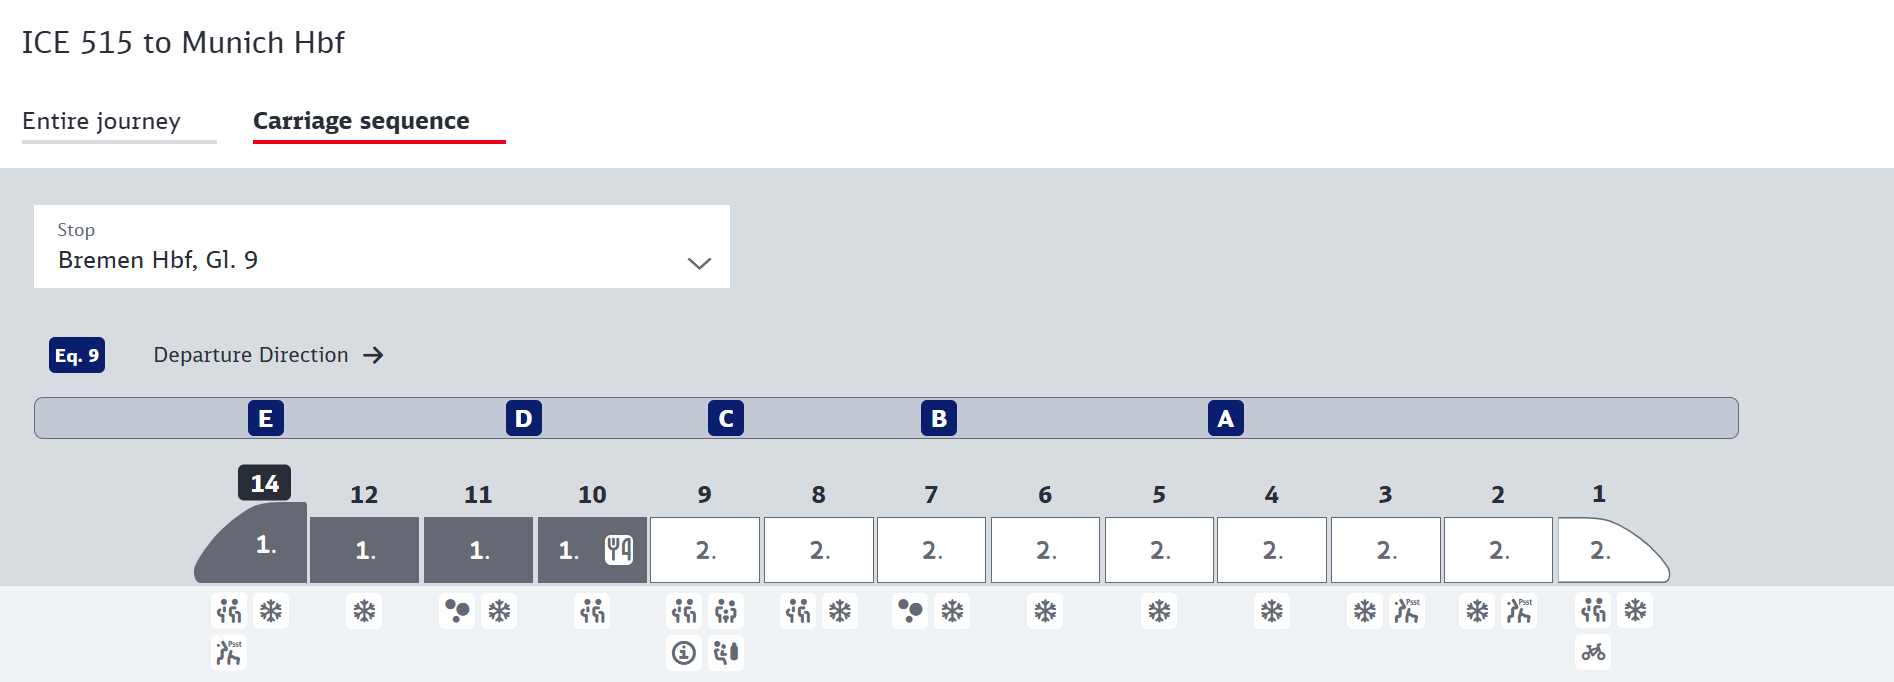 ICE 515 to Munich Hbf
Entire journey Carriage sequence
Stop
Bremen Hbf, Gl. 9
Eq. 9 Departure Direction →
E D C B A
14 12 11 10 9 8 7 6 5 4 3 2 1
1. 1. 1. 1. 2. 2. 2. 2. 2. 2. 2. 2. 2.
Psst Psst
Psst